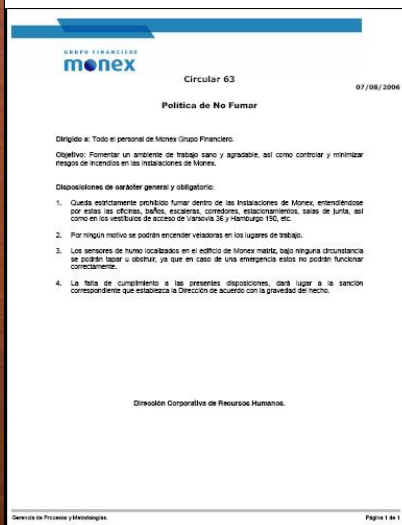 GRUPO FINANCIERO
monex
Circular 63
07/08/2006
Política de No Fumar
Dirigido a: Todo el personal de Monex Grupo Financiero.
Objetivo: Fomentar un ambiente de trabajo sano y agradable, así como controlar y minimizar
riesgos de incendios en las instalaciones de Monex.
Disposiciones de carácter general y obligatorio:
1. Queda estrictamente prohibido fumar dentro de las instalaciones de Monex, entendiéndose
por estas las oficinas, baños, escaleras, corredores, estacionamientos, salas de junta, así
como en los vestíbulos de acceso de Varsovia 36 y Hamburgo 190, etc.
2. Por ningún motivo se podrán encender veladoras en los lugares de trabajo.
3. Los sensores de humo localizados en el edificio de Monex matriz, bajo ninguna circunstancia
se podrán tapar u obstruir, ya que en caso de una emergencia estos no podrán funcionar
correctamente.
4. La falta de cumplimiento a las presentes disposiciones, dará lugar a la sanción
correspondiente que establezca la Dirección de acuerdo con la gravedad del hecho.
Dirección Corporativa de Recursos Humanos.
Gerencia de Procesos y Metodologías.
Página 1 de 1